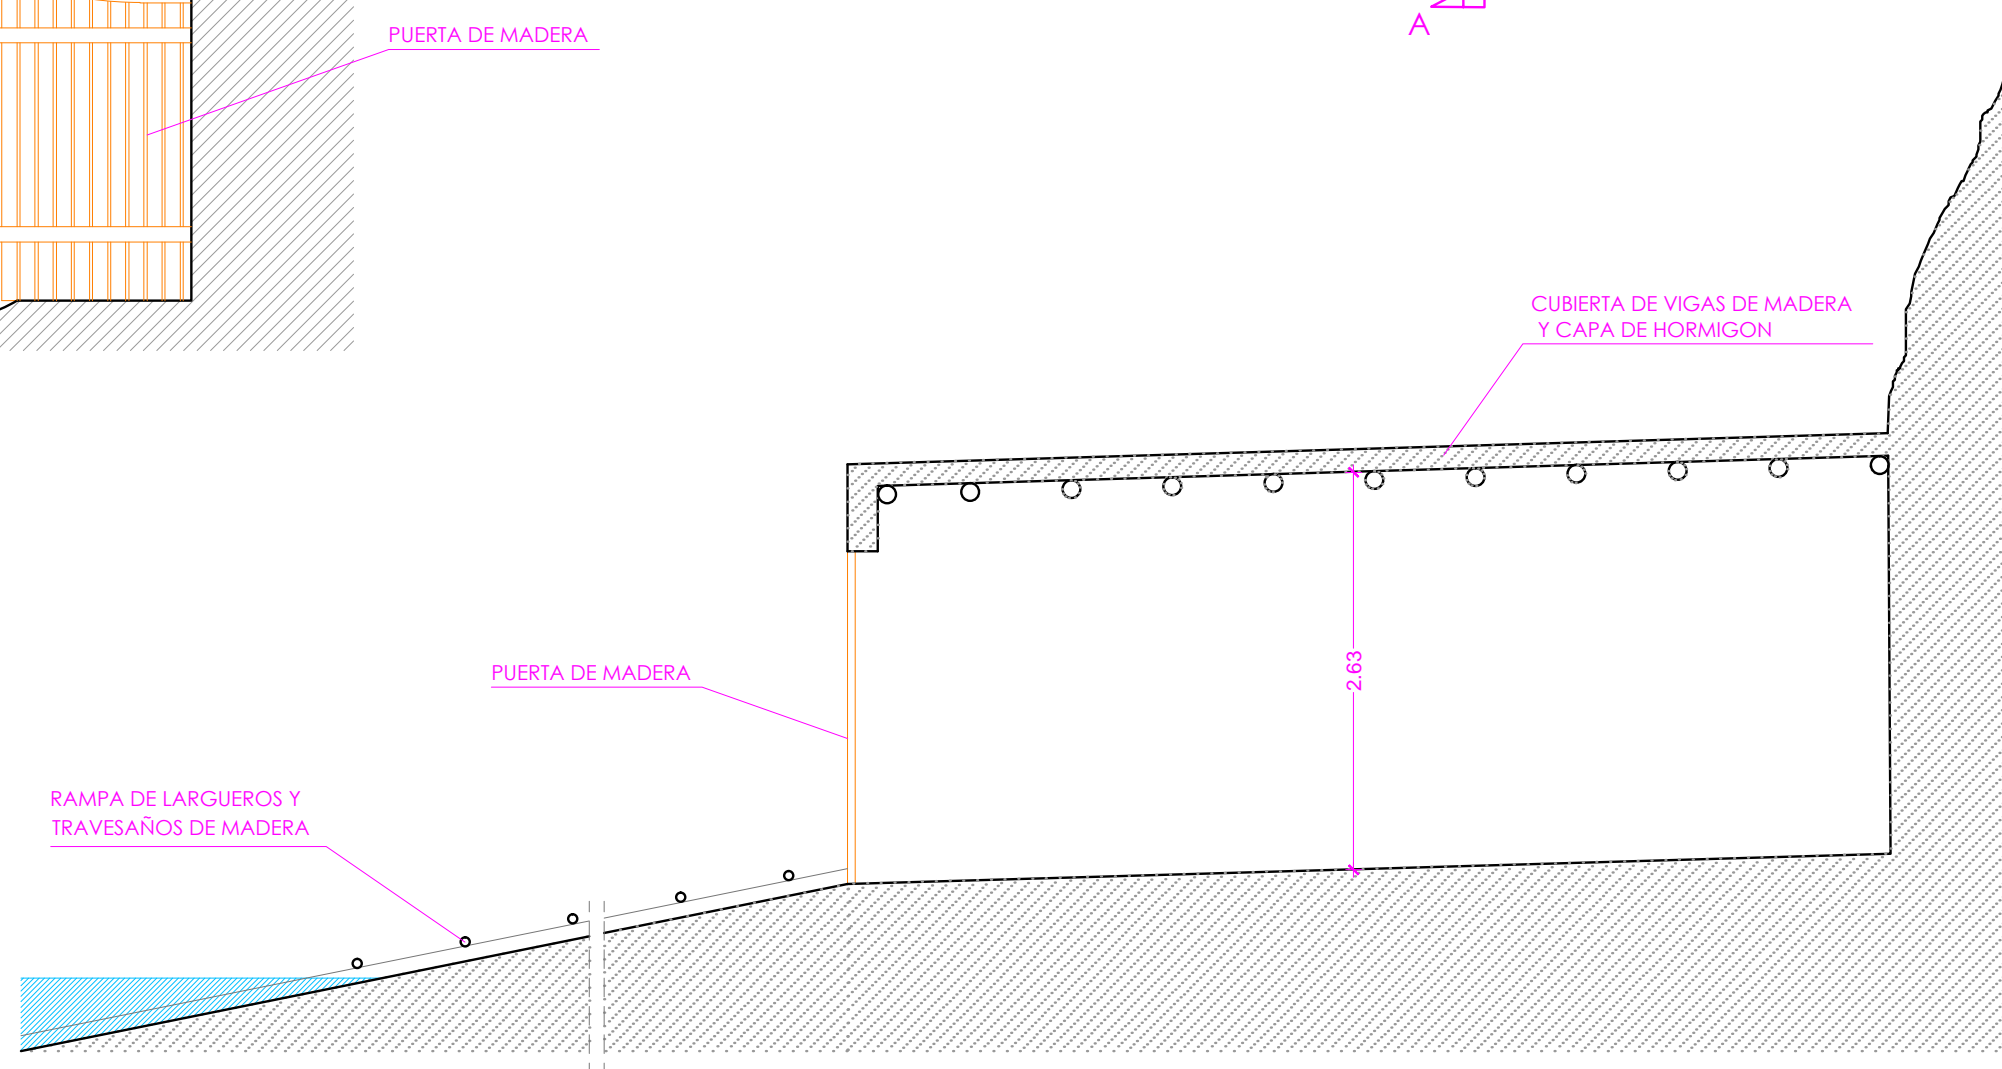 PUERTA DE MADERA
A
CUBIERTA DE VIGAS DE MADERA
Y CAPA DE HORMIGON
PUERTA DE MADERA
2.63
RAMPA DE LARGUEROS Y
TRAVESAÑOS DE MADERA